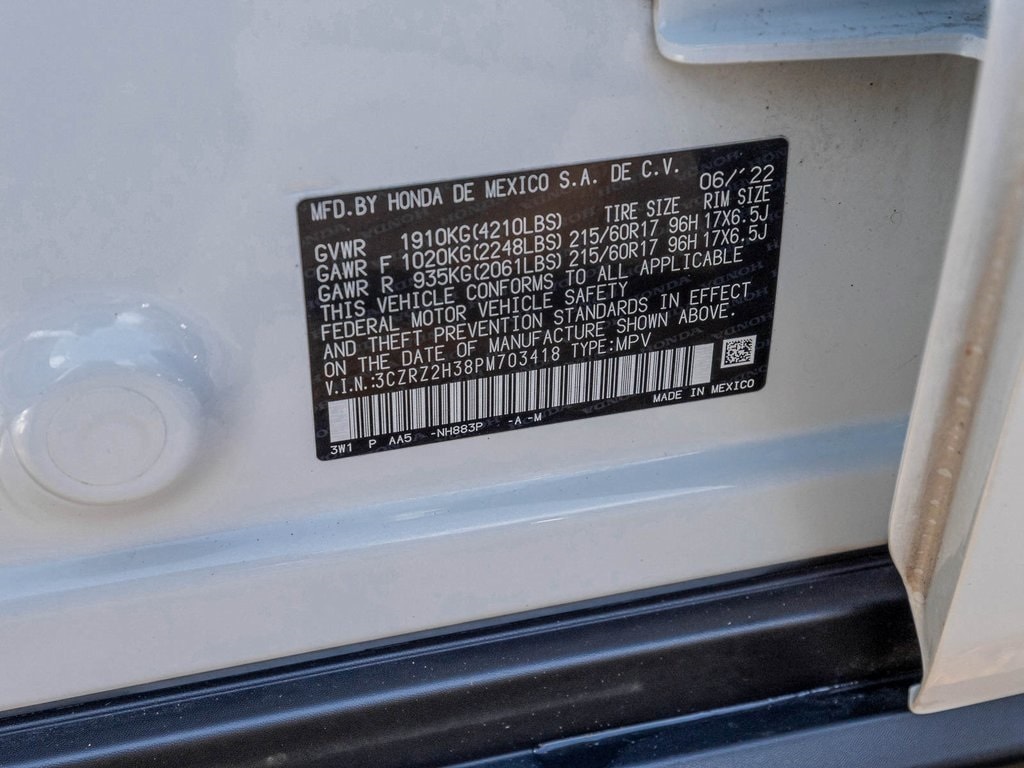 MFD.BY HONDA DE MEXICO S.A. DE C.V. 06/'22
TIRE SIZE RIM SIZE
GVWR 1910KG(4210LBS)
GAWR F 1020KG(2248LBS) 215/60R17 96H 17X6.5J
GAWR R 935KG(2061LBS) 215/60R17 96H 17X6.5J
THIS VEHICLE CONFORMS TO ALL APPLICABLE
FEDERAL MOTOR VEHICLE SAFETY
AND THEFT PREVENTION STANDARDS IN EFFECT
ON THE DATE OF MANUFACTURE SHOWN ABOVE.
V.I.N.:3CZRZ2H38PM703418 TYPE:MPV
3W1 P AA5 -NH883P -A -M MADE IN MEXICO